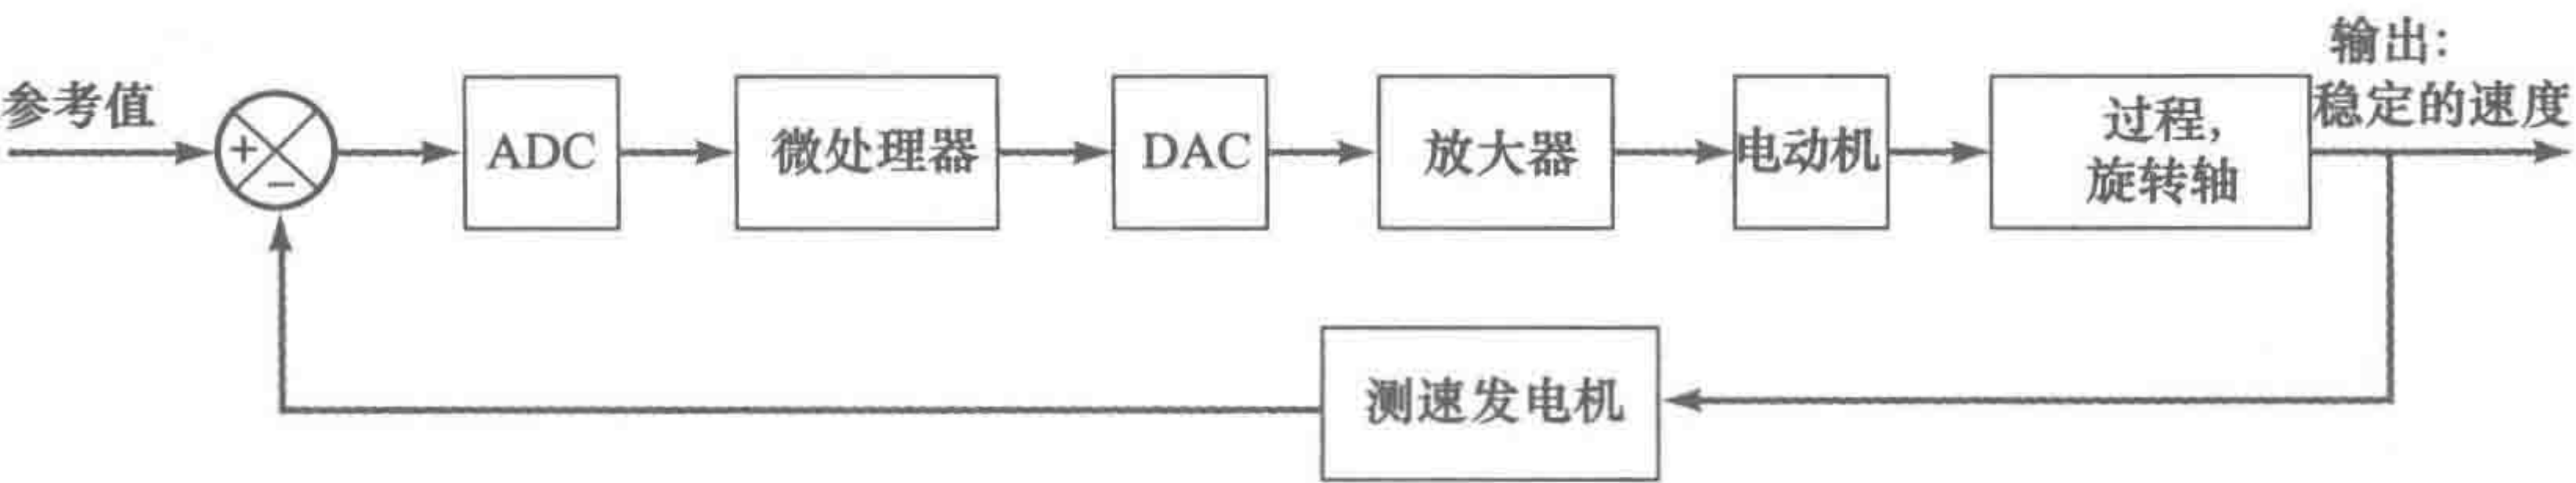 输出:
参考值
+
−
ADC
微处理器
DAC
放大器
电动机
过程,
旋转轴
稳定的速度
测速发电机